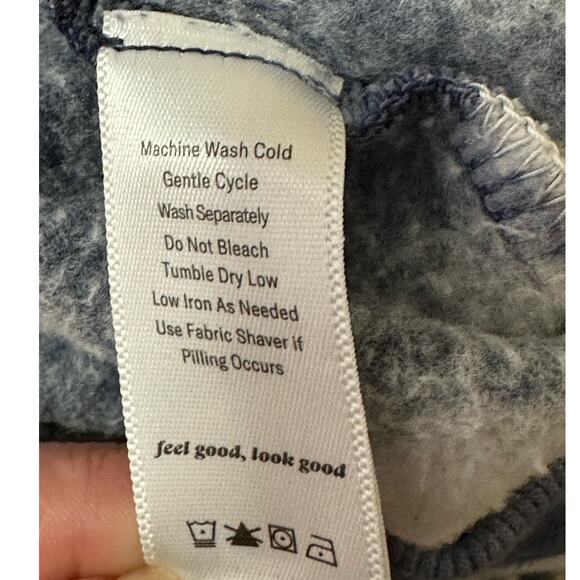 Machine Wash Cold
Gentle Cycle
Wash Separately
Do Not Bleach
Tumble Dry Low
Low Iron As Needed
Use Fabric Shaver if
Pilling Occurs
feel good, look good